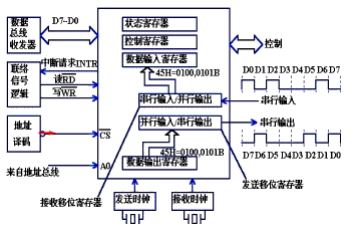 数据
总线
收发器
D7~D0
状态寄存器
控制寄存器
数据输入寄存器
控制
联络
信号
逻辑
中断请求INTR
读RD
写WR
45H=0100,0101B
D0 D1 D2 D3 D4 D5 D6 D7
串行输入/并行输出
串行输入
并行输入/串行输出
串行输出
地址
译码
CS
45H=0100,0101B
数据输出寄存器
D7 D6 D5 D4 D3 D2 D1 D0
来自地址总线
A0
接收移位寄存器
发送时钟
接收时钟
发送移位寄存器